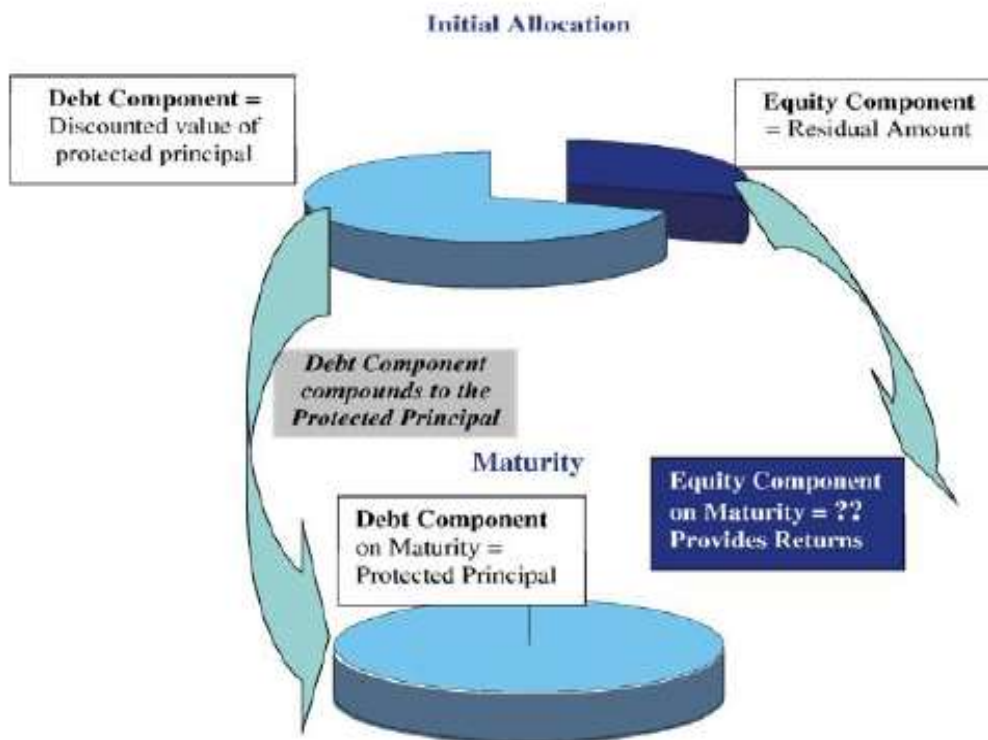 Initial Allocation
Debt Component =
Discounted value of
protected principal
Equity Component
= Residual Amount
Debt Component
compounds to the
Protected Principal
Maturity
Equity Component
on Maturity = ??
Provides Returns
Debt Component
on Maturity =
Protected Principal